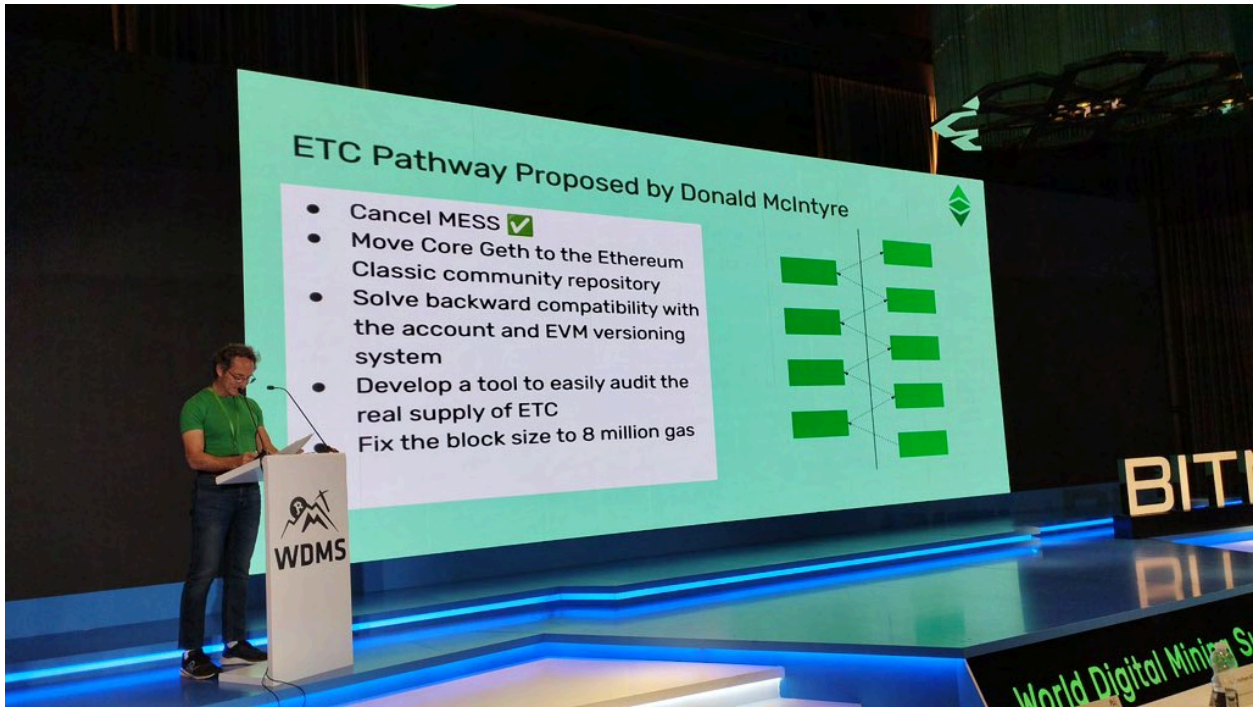 ETC Pathway Proposed by Donald McIntyre
• Cancel MESS ✅
• Move Core Geth to the Ethereum
Classic community repository
• Solve backward compatibility with
the account and EVM versioning
system
• Develop a tool to easily audit the
real supply of ETC
Fix the block size to 8 million gas
R
WDMS
BIT
World Digital Mining